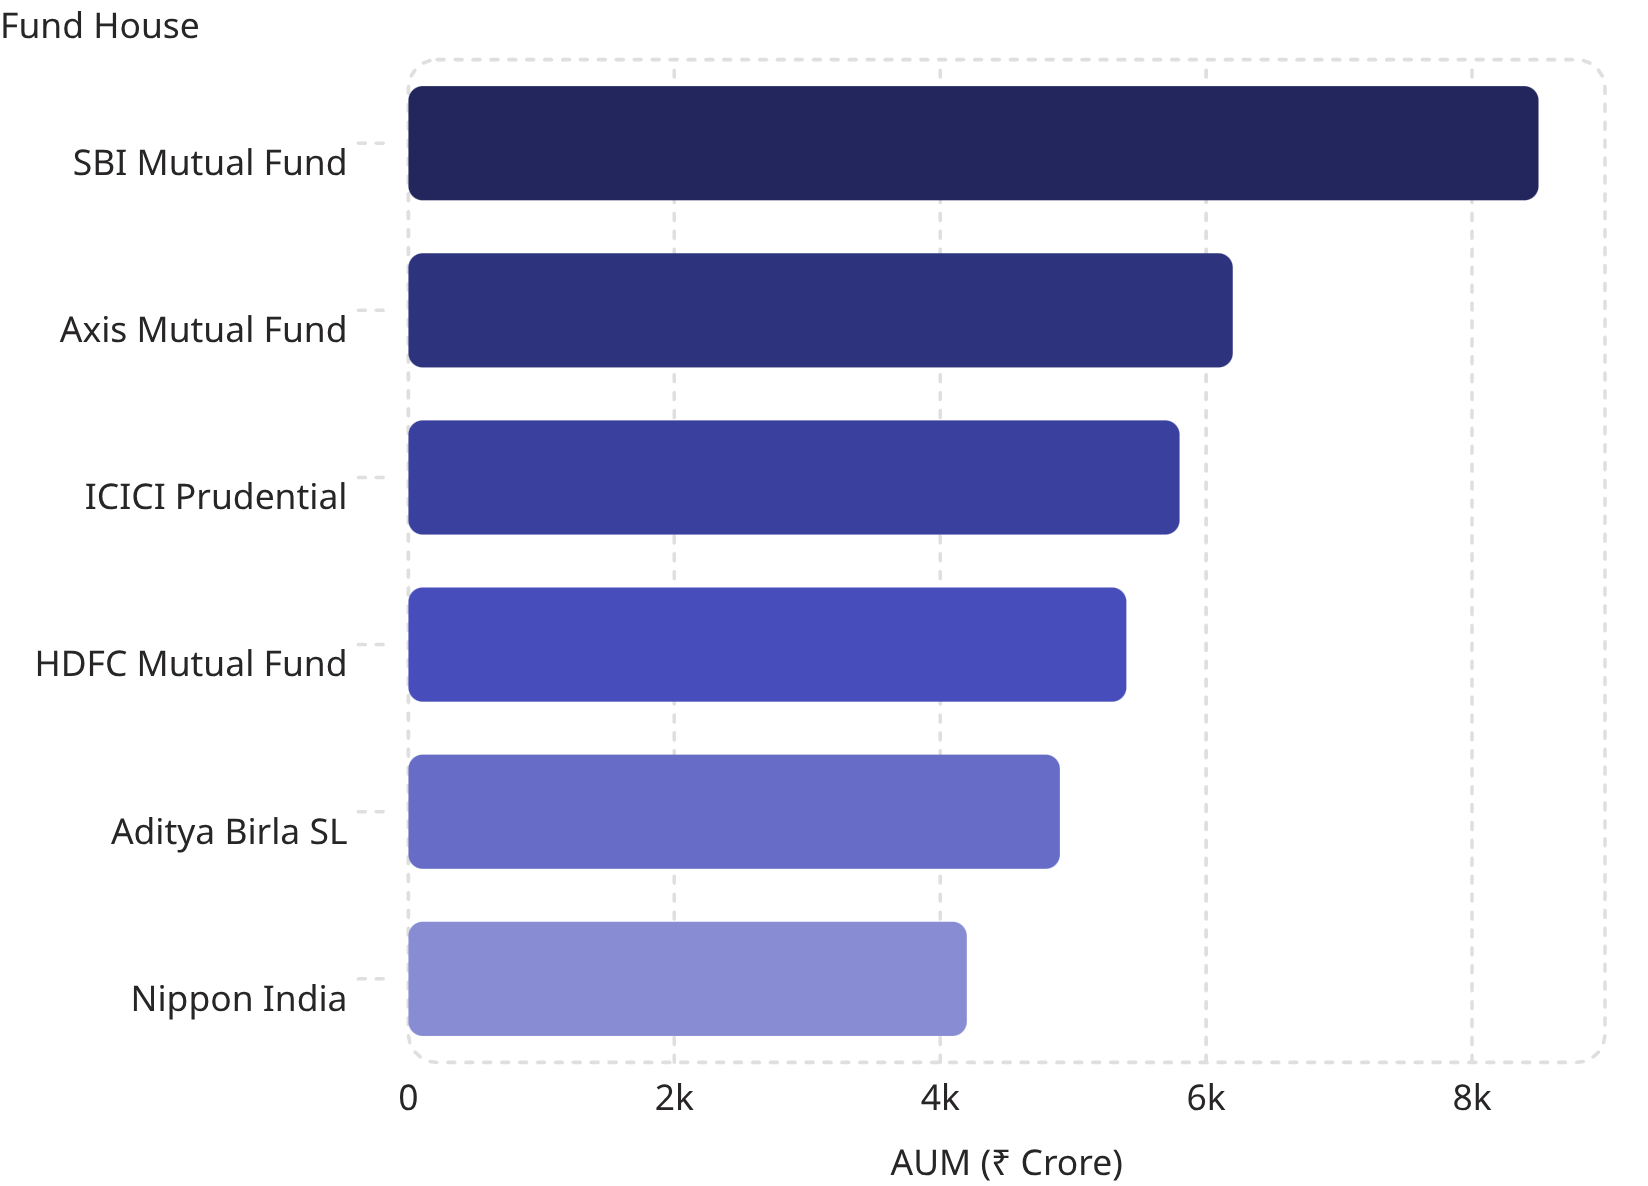 Fund House
SBI Mutual Fund
Axis Mutual Fund
ICICI Prudential
HDFC Mutual Fund
Aditya Birla SL
Nippon India
0 2k 4k 6k 8k
AUM (₹ Crore)